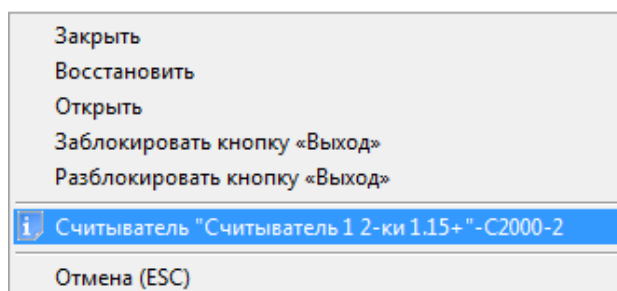 Закрыть
Восстановить
Открыть
Заблокировать кнопку «Выход»
Разблокировать кнопку «Выход»
Считыватель "Считыватель 1 2-ки 1.15+"-С2000-2
Отмена (ESC)